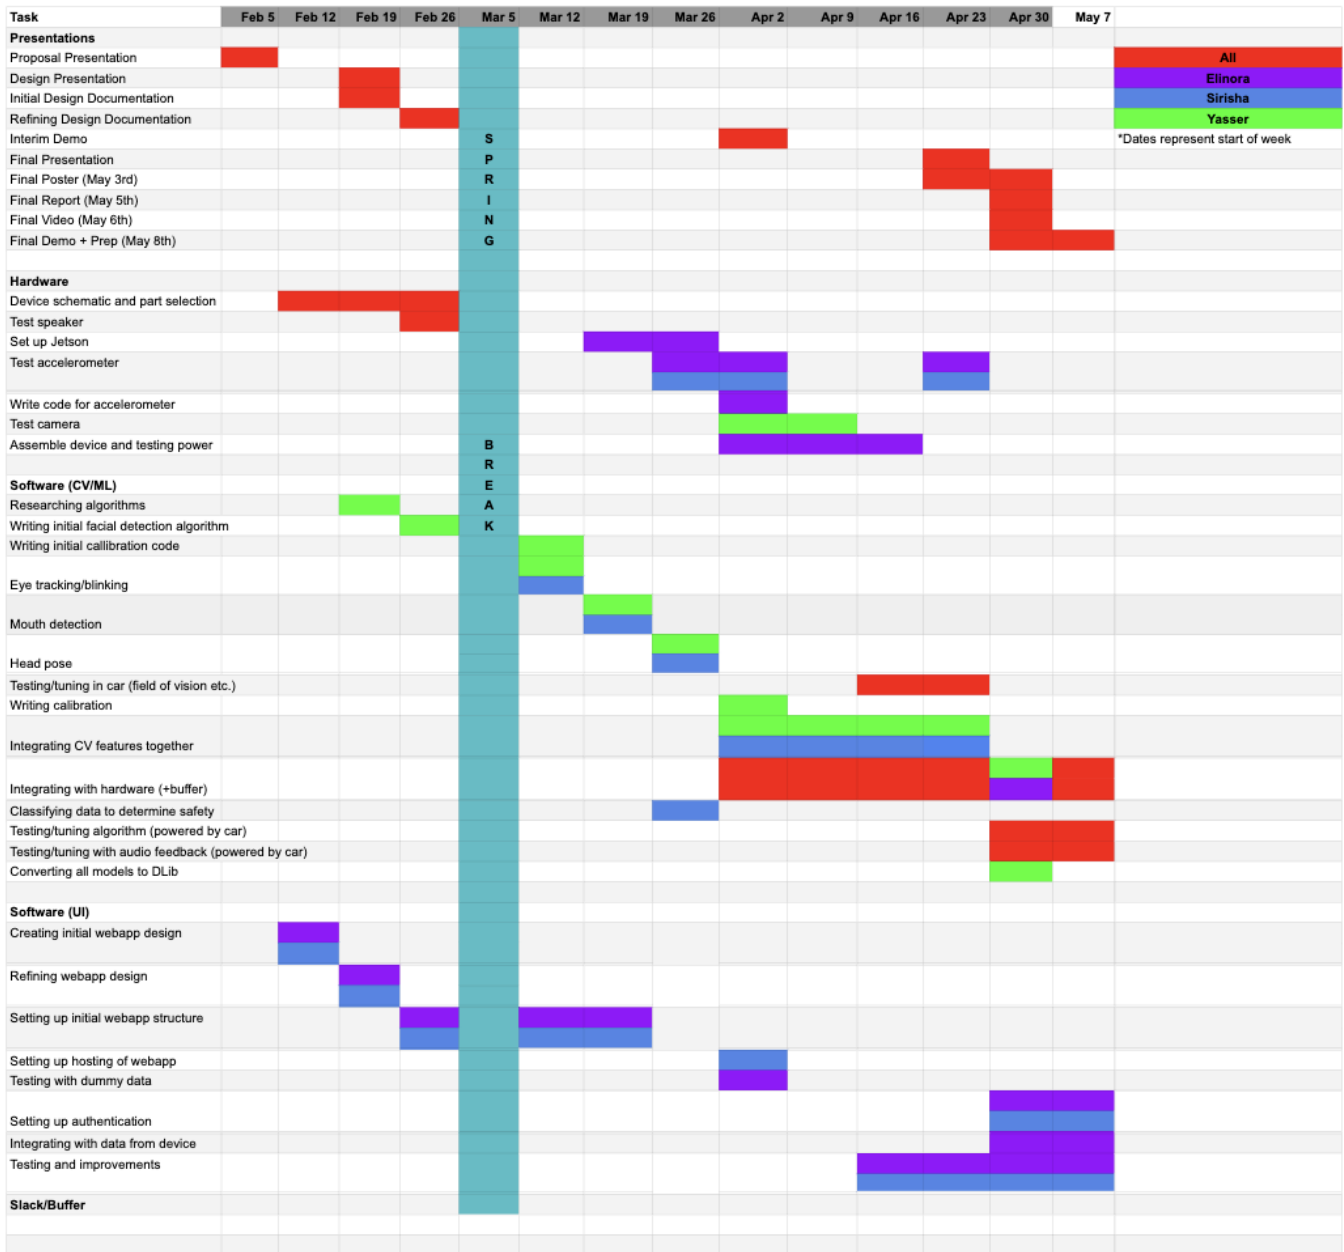 Task Feb 5 Feb 12 Feb 19 Feb 26 Mar 5 Mar 12 Mar 19 Mar 26 Apr 2 Apr 9 Apr 16 Apr 23 Apr 30 May 7
Presentations
Proposal Presentation All
Design Presentation Elinora
Initial Design Documentation Sirisha
Refining Design Documentation Yasser
Interim Demo S *Dates represent start of week
Final Presentation P
Final Poster (May 3rd) R
Final Report (May 5th) I
Final Video (May 6th) N
Final Demo + Prep (May 8th) G
Hardware
Device schematic and part selection
Test speaker
Set up Jetson
Test accelerometer
Write code for accelerometer
Test camera
Assemble device and testing power B
R
Software (CV/ML) E
Researching algorithms A
Writing initial facial detection algorithm K
Writing initial callibration code
Eye tracking/blinking
Mouth detection
Head pose
Testing/tuning in car (field of vision etc.)
Writing calibration
Integrating CV features together
Integrating with hardware (+buffer)
Classifying data to determine safety
Testing/tuning algorithm (powered by car)
Testing/tuning with audio feedback (powered by car)
Converting all models to DLib
Software (UI)
Creating initial webapp design
Refining webapp design
Setting up initial webapp structure
Setting up hosting of webapp
Testing with dummy data
Setting up authentication
Integrating with data from device
Testing and improvements
Slack/Buffer